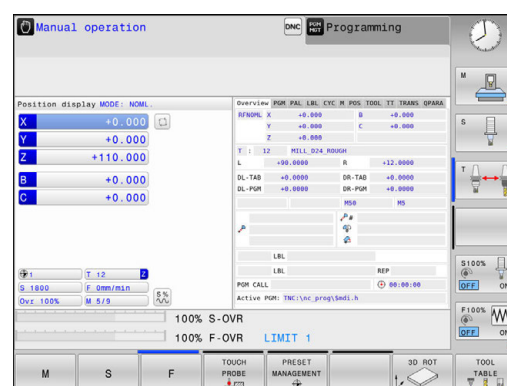 Manual operation
DNC
PGM MGT
Programming
Position display MODE: NOML.
X +0.000
Y +0.000
Z +110.000
B +0.000
C +0.000
1 T 12 Z
S 1800 F 0mm/min
Ovr 100% M 5/9
S %
Overview PGM PAL LBL CYC M POS TOOL TT TRANS QPARA
RFNOML X +0.000 B +0.000
Y +0.000 C +0.000
Z +0.000
T : 12 MILL_D24_ROUGH
L +90.0000 R +12.0000
DL-TAB +0.0000 DR-TAB +0.0000
DL-PGM +0.0000 DR-PGM +0.0000
M50 M5
P#
LBL
LBL REP
PGM CALL 00:00:00
Active PGM: TNC:\nc_prog\$mdi.h
100% S-OVR
100% F-OVR LIMIT 1
M
S
T
S100%
OFF ON
F100% W
OFF ON
M
S
F
TOUCH PROBE
PRESET MANAGEMENT
3D ROT
TOOL TABLE